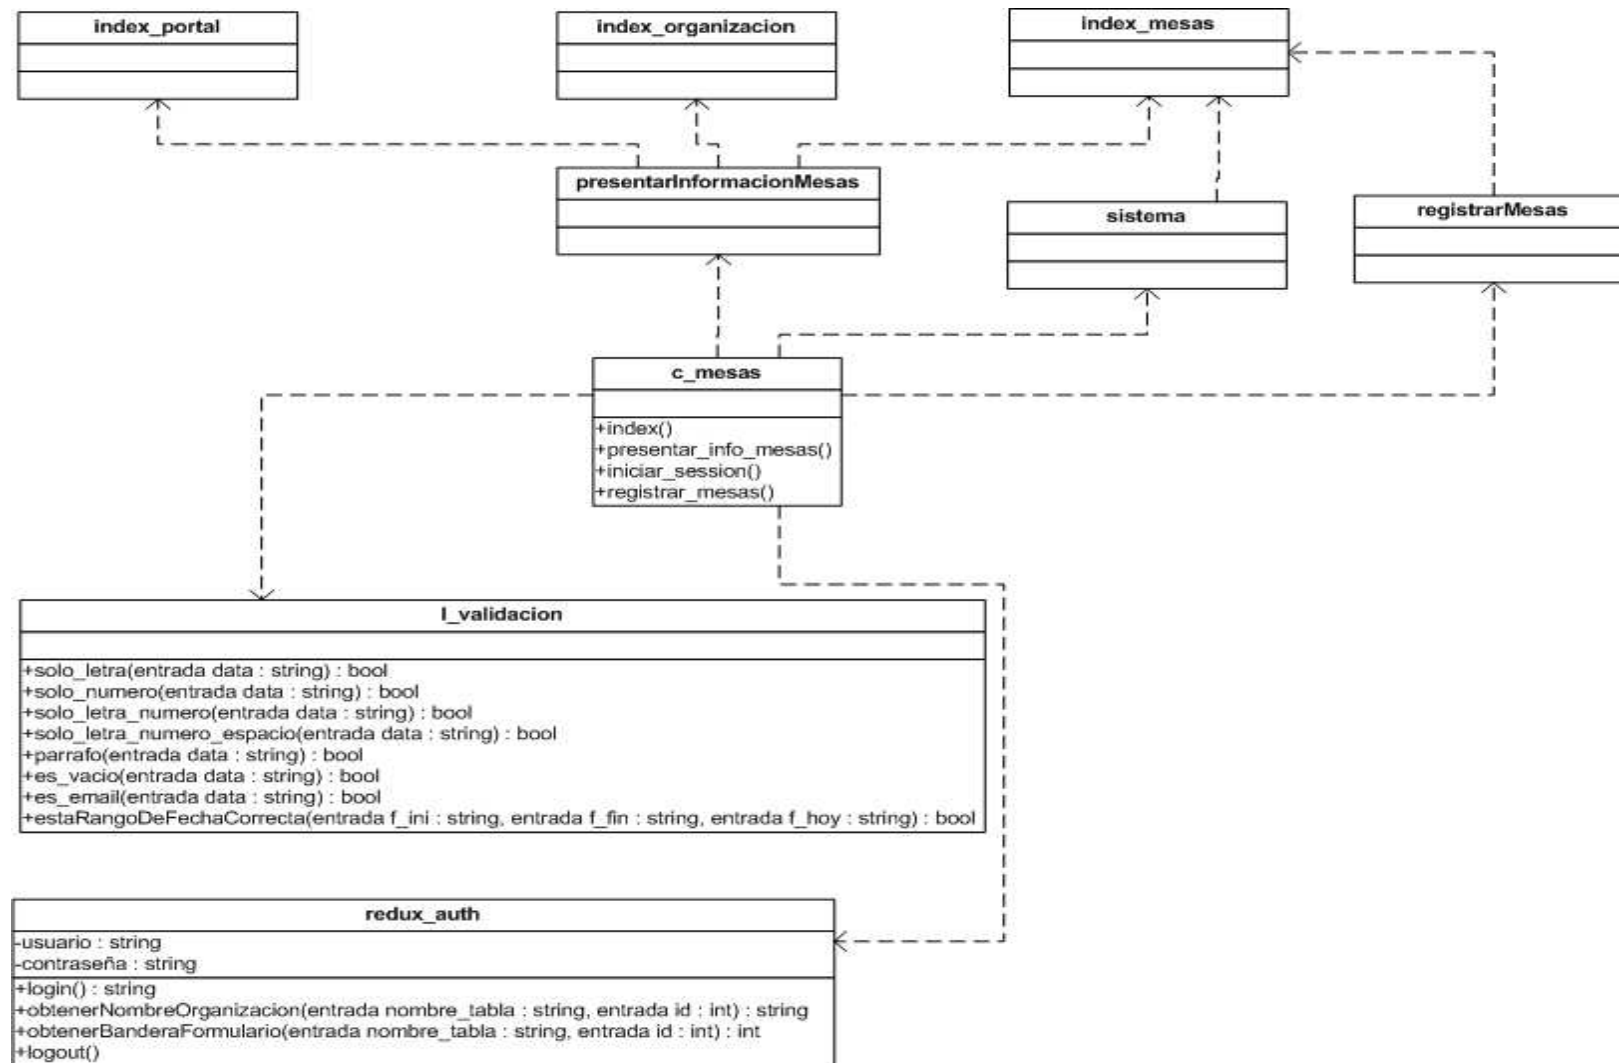 index_portal
index_organizacion
index_mesas
presentarInformacionMesas
sistema
registrarMesas
c_mesas
+index()
+presentar_info_mesas()
+iniciar_session()
+registrar_mesas()
l_validacion
+solo_letra(entrada data : string) : bool
+solo_numero(entrada data : string) : bool
+solo_letra_numero(entrada data : string) : bool
+solo_letra_numero_espacio(entrada data : string) : bool
+parrafo(entrada data : string) : bool
+es_vacio(entrada data : string) : bool
+es_email(entrada data : string) : bool
+estaRangoDeFechaCorrecta(entrada f_ini : string, entrada f_fin : string, entrada f_hoy : string) : bool
redux_auth
-usuario : string
-contraseña : string
+login() : string
+obtenerNombreOrganizacion(entrada nombre_tabla : string, entrada id : int) : string
+obtenerBanderaFormulario(entrada nombre_tabla : string, entrada id : int) : int
+logout()